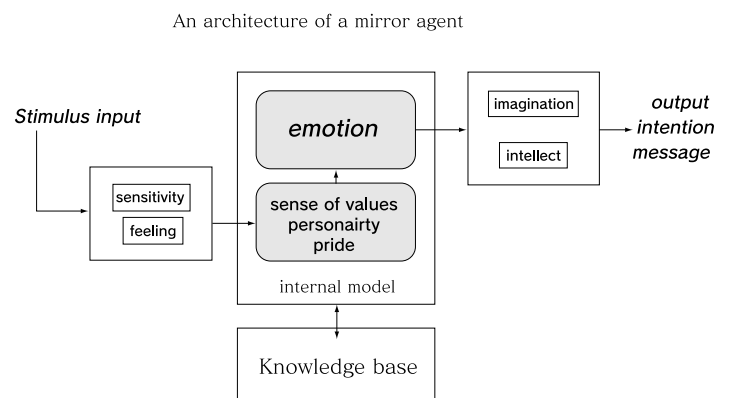 An architecture of a mirror agent
Stimulus input
sensitivity
feeling
emotion
sense of values
personairty
pride
internal model
Knowledge base
imagination
intellect
output
intention
message